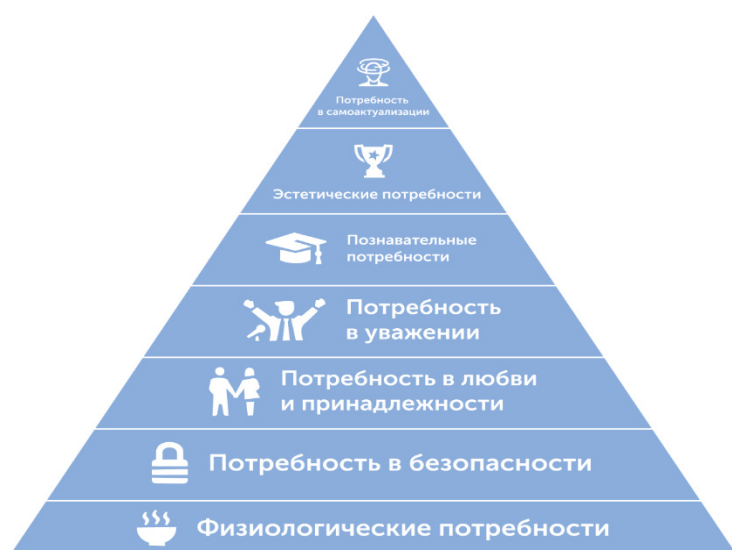 Потребность
в самоактуализации
Эстетические потребности
Познавательные
потребности
Потребность
в уважении
Потребность в любви
и принадлежности
Потребность в безопасности
Физиологические потребности